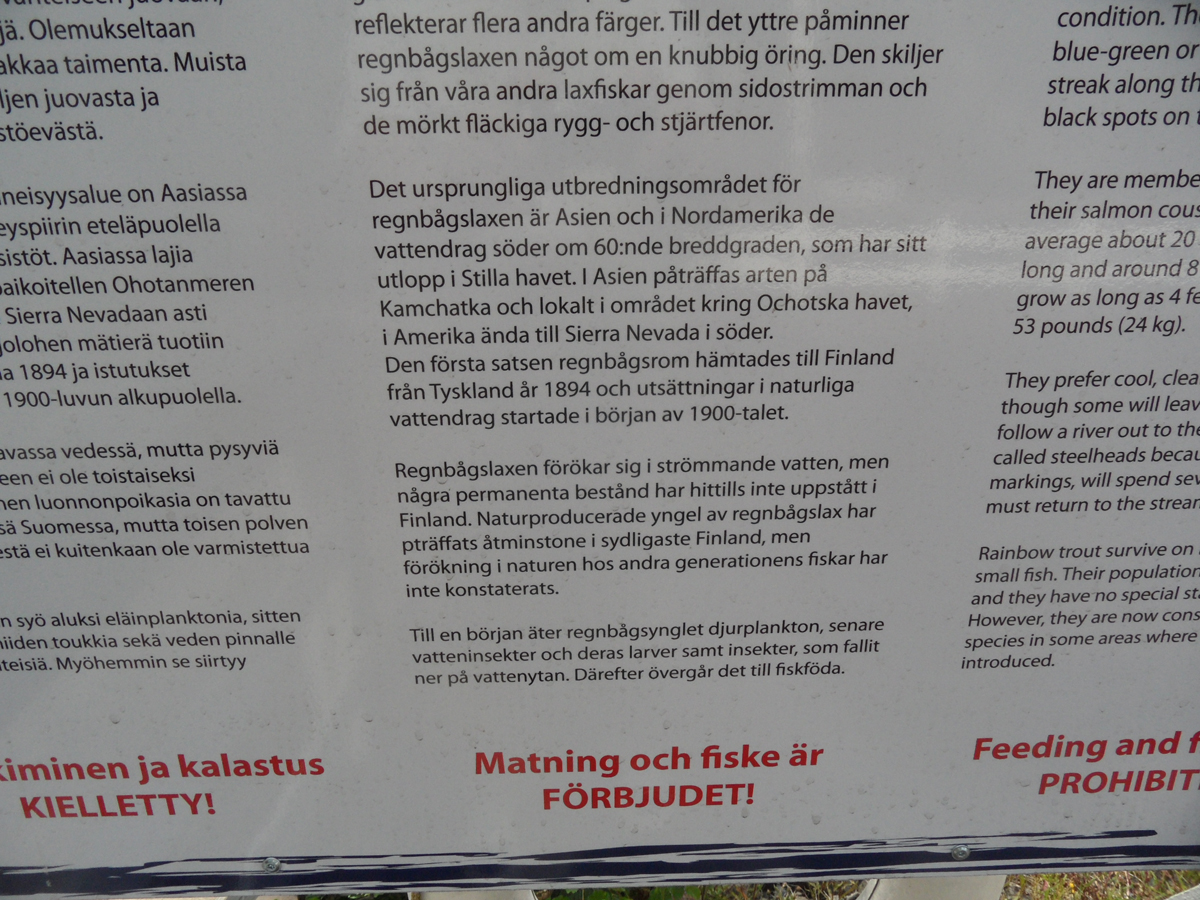 jä. Olemukseltaan
akkaa taimenta. Muista
ljen juovasta ja
stöevästä.
neisyysalue on Aasiassa
eyspiirin eteläpuolella
sistöt. Aasiassa lajia
paikoitellen Ohotanmeren
Sierra Nevadaan asti
jolohen mätierä tuotiin
a 1894 ja istutukset
1900-luvun alkupuolella.
avassa vedessä, mutta pysyviä
een ei ole toistaiseksi
nen luonnonpoikasia on tavattu
sä Suomessa, mutta toisen polven
estä ei kuitenkaan ole varmistettua
n syö aluksi eläinplanktonia, sitten
niiden toukkia sekä veden pinnalle
teisiä. Myöhemmin se siirtyy
kiminen ja kalastus
KIELLETTY!
reflekterar flera andra färger. Till det yttre påminner
regnbågslaxen något om en knubbig öring. Den skiljer
sig från våra andra laxfiskar genom sidostrimman och
de mörkt fläckiga rygg- och stjärtfenor.
Det ursprungliga utbredningsområdet för
regnbågslaxen är Asien och i Nordamerika de
vattendrag söder om 60:nde breddgraden, som har sitt
utlopp i Stilla havet. I Asien påträffas arten på
Kamchatka och lokalt i området kring Ochotska havet,
i Amerika ända till Sierra Nevada i söder.
Den första satsen regnbågsrom hämtades till Finland
från Tyskland år 1894 och utsättningar i naturliga
vattendrag startade i början av 1900-talet.
Regnbågslaxen förökar sig i strömmande vatten, men
några permanenta bestånd har hittills inte uppstått i
Finland. Naturproducerade yngel av regnbågslax har
pträffats åtminstone i sydligaste Finland, men
förökning i naturen hos andra generationens fiskar har
inte konstaterats.
Till en början äter regnbågsynglet djurplankton, senare
vatteninsekter och deras larver samt insekter, som fallit
ner på vattenytan. Därefter övergår det till fiskföda.
Matning och fiske är
FÖRBJUDET!
condition. Th
blue-green or
streak along th
black spots on t
They are membe
their salmon cous
average about 20
long and around 8
grow as long as 4 fe
53 pounds (24 kg).
They prefer cool, clea
though some will leav
follow a river out to the
called steelheads becau
markings, will spend sev
must return to the strean
Rainbow trout survive on
small fish. Their population
and they have no special sta
However, they are now cons
species in some areas where
introduced.
Feeding and f
PROHIBIT